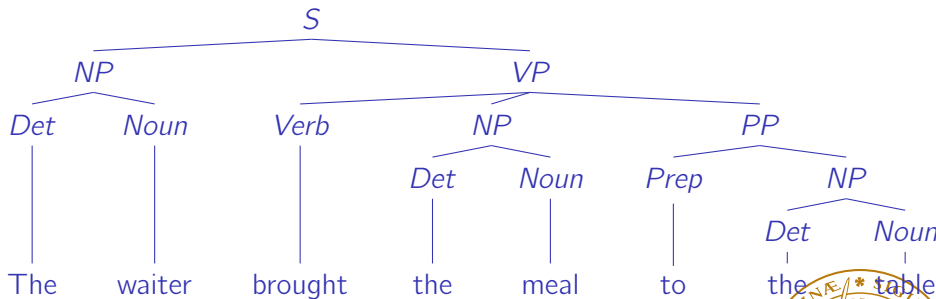 S
NP VP
Det Noun Verb NP PP
Det Noun Prep NP
Det Noun
The waiter brought the meal to the table